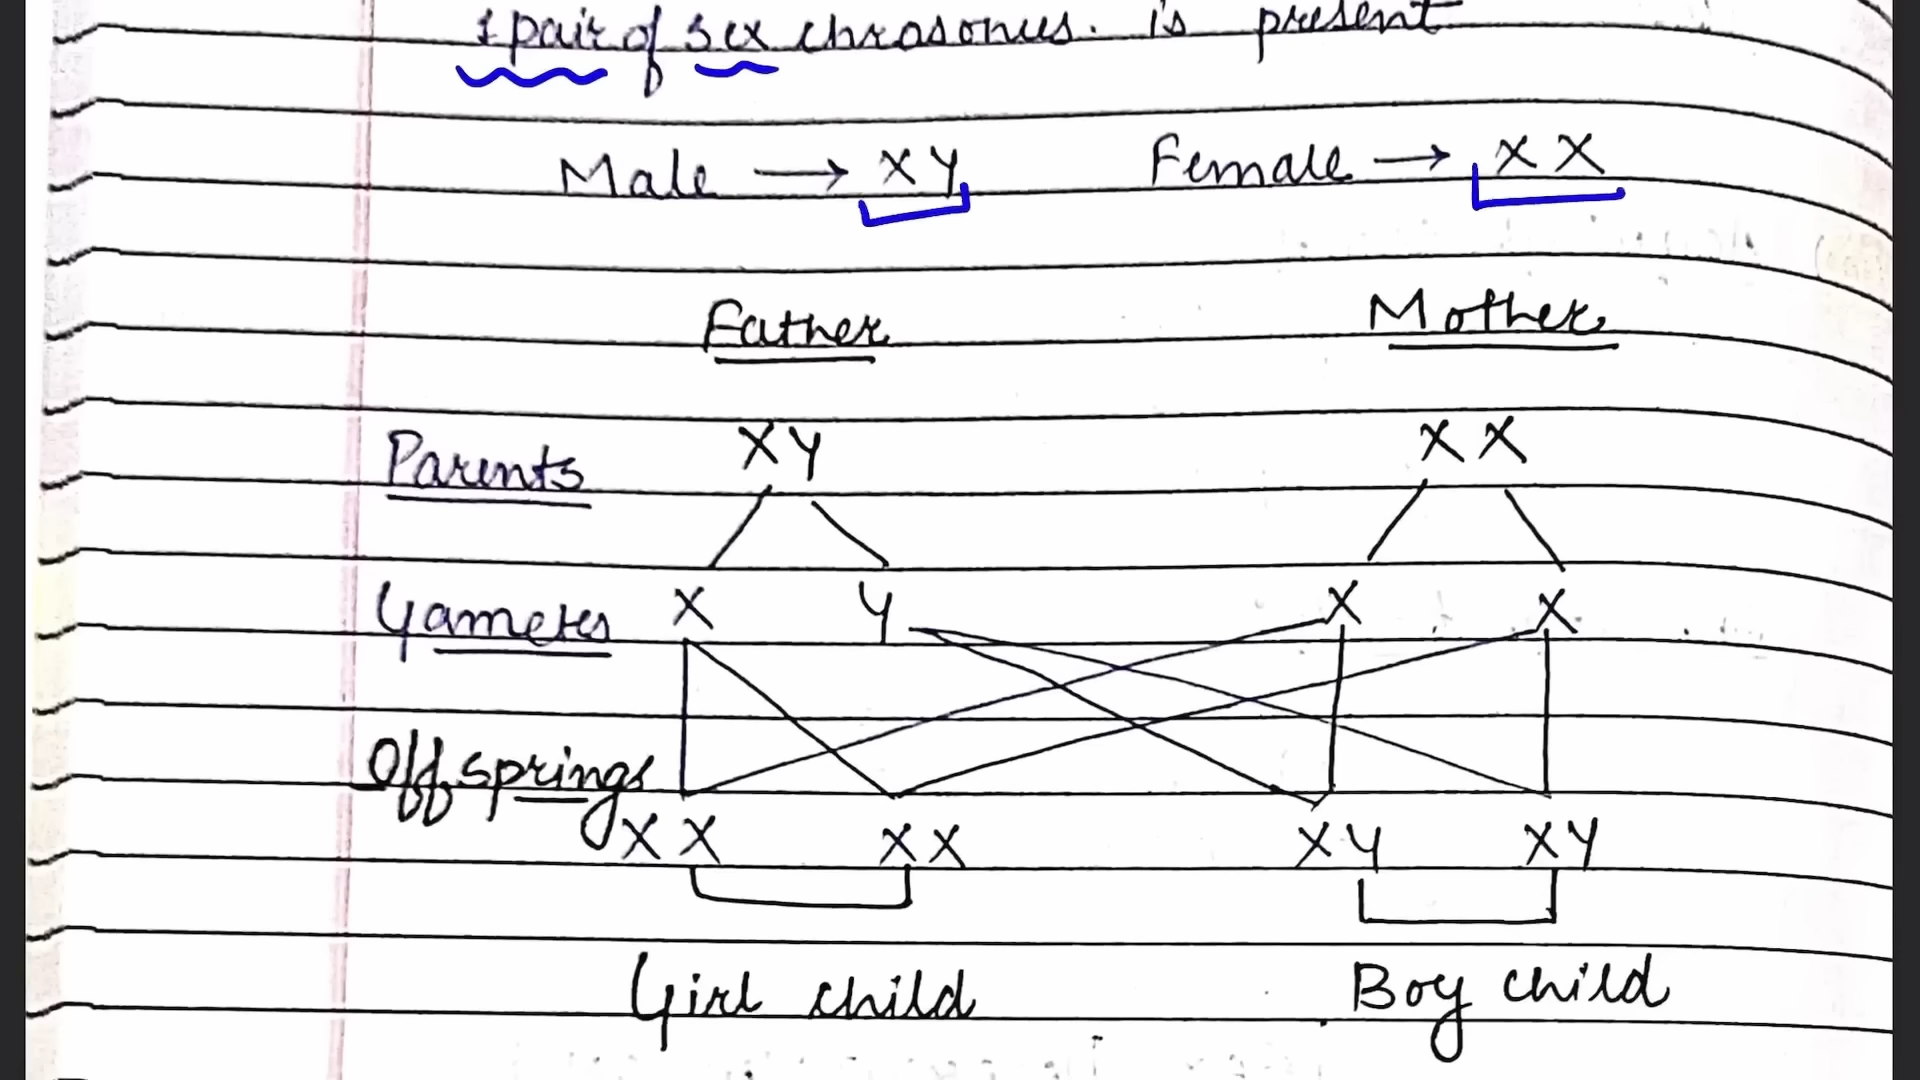 1 pair of sex chrosonus. is present
Male → XY Female → XX
Father Mother
Parents XY XX
Gametes X Y X X
Offsprings
XX XX XY XY
Girl child Boy child